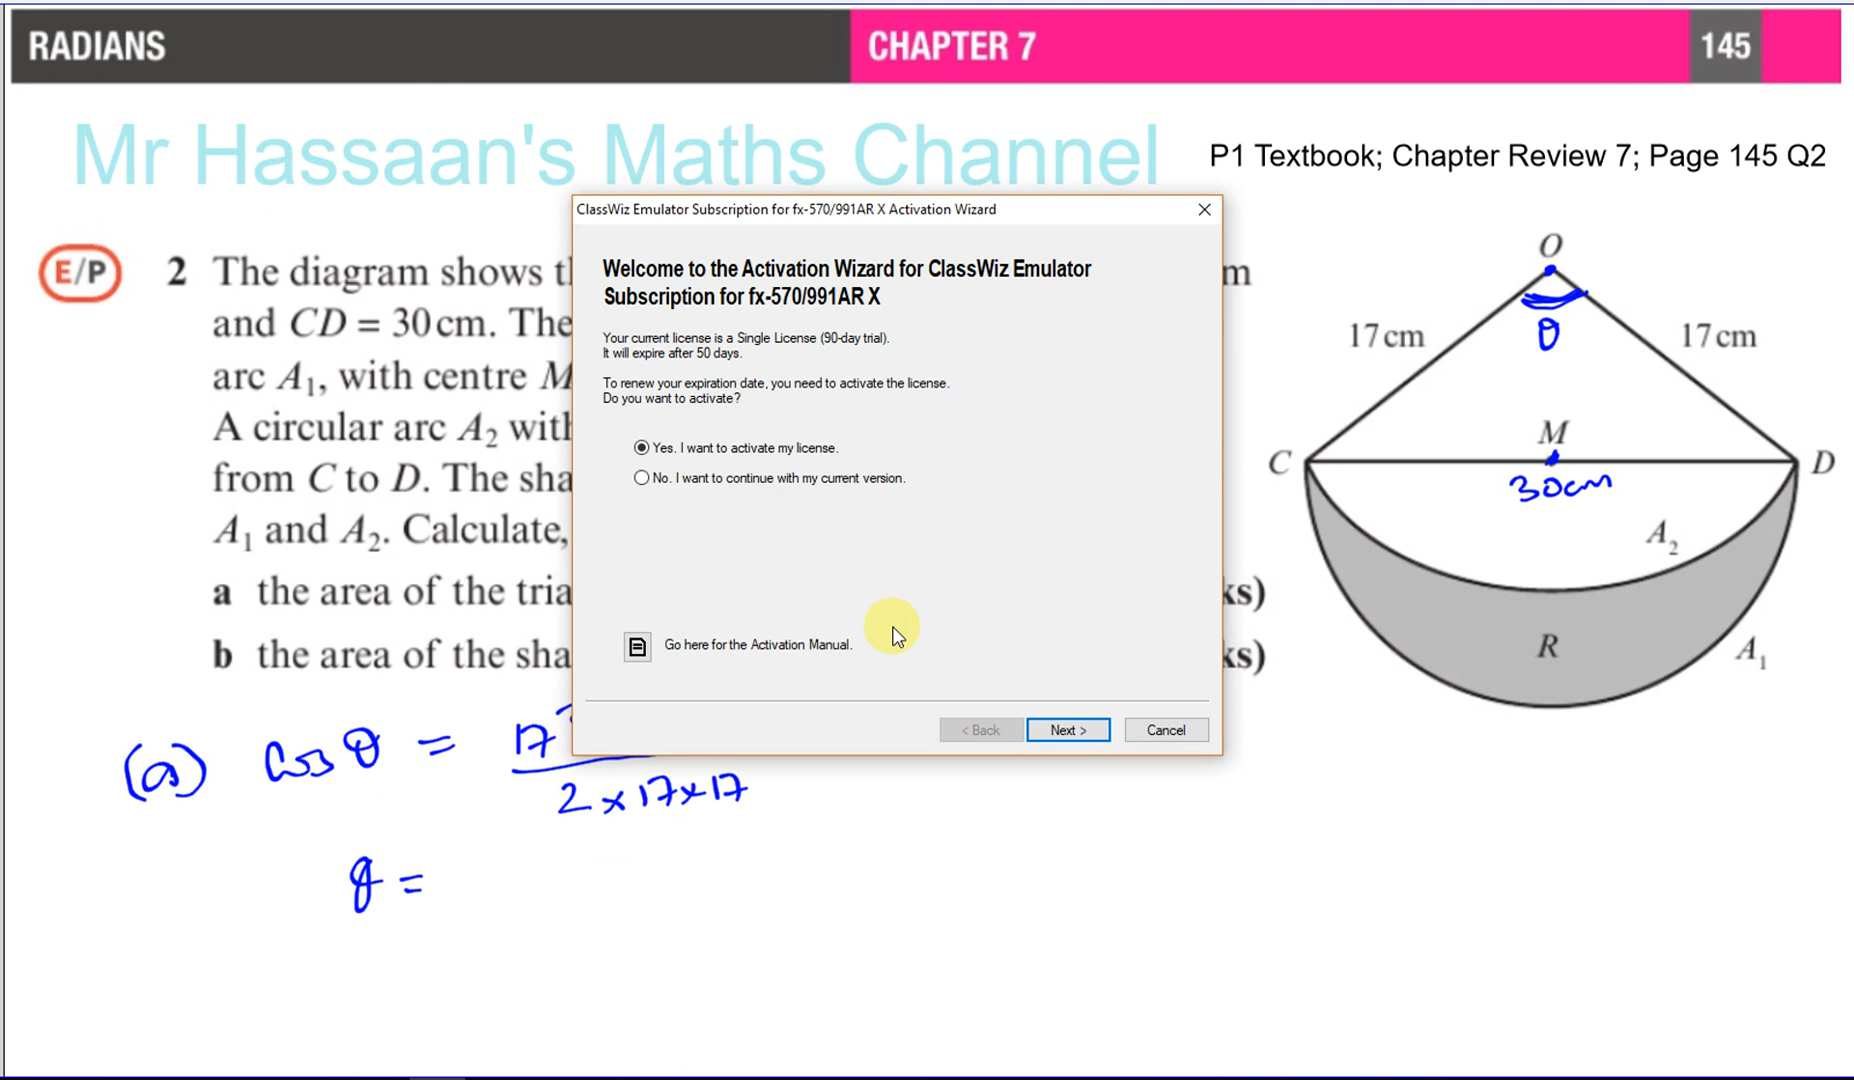 RADIANS CHAPTER 7 145
Mr Hassaan's Maths Channel
P1 Textbook; Chapter Review 7; Page 145 Q2
ClassWiz Emulator Subscription for fx-570/991AR X Activation Wizard
Welcome to the Activation Wizard for ClassWiz Emulator
Subscription for fx-570/991AR X
Your current license is a Single License (90-day trial).
It will expire after 50 days.
To renew your expiration date, you need to activate the license.
Do you want to activate?
Yes. I want to activate my license.
No. I want to continue with my current version.
Go here for the Activation Manual.
< Back Next > Cancel
E/P 2 The diagram shows
and CD = 30 cm. The
arc A₁, with centre M
A circular arc A₂ with
from C to D. The
A₁ and A₂. Calculate,
a the area of the
b the area of the
O
17 cm θ 17 cm
M
C D
30cm
A₂
R A₁
(a) Cos θ = 17
2 × 17 × 17
θ =